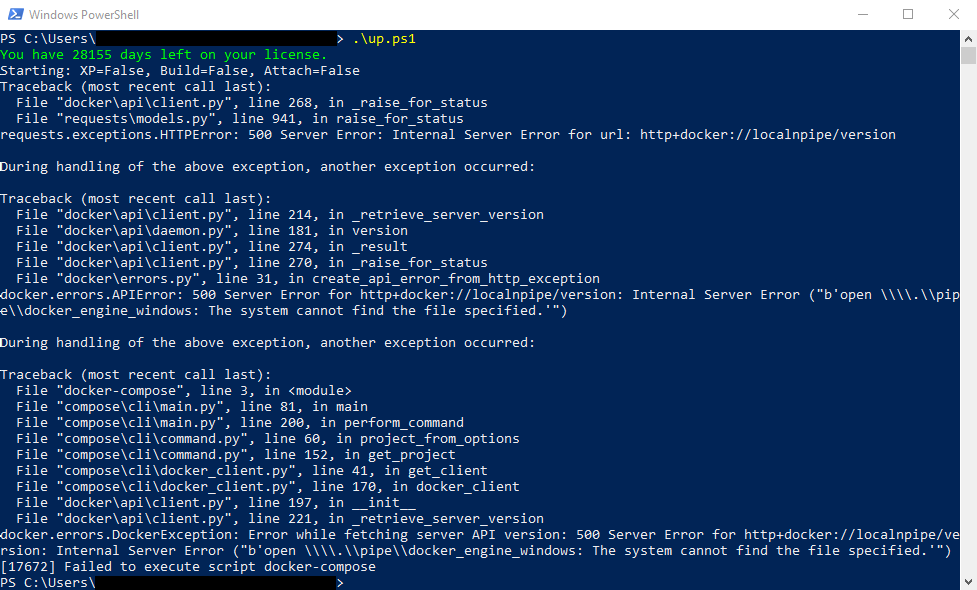 Windows PowerShell
PS C:\Users\ > .\up.ps1
You have 28155 days left on your license.
Starting: XP=False, Build=False, Attach=False
Traceback (most recent call last):
  File "docker\api\client.py", line 268, in _raise_for_status
  File "requests\models.py", line 941, in raise_for_status
requests.exceptions.HTTPError: 500 Server Error: Internal Server Error for url: http+docker://localnpipe/version

During handling of the above exception, another exception occurred:

Traceback (most recent call last):
  File "docker\api\client.py", line 214, in _retrieve_server_version
  File "docker\api\daemon.py", line 181, in version
  File "docker\api\client.py", line 274, in _result
  File "docker\api\client.py", line 270, in _raise_for_status
  File "docker\errors.py", line 31, in create_api_error_from_http_exception
docker.errors.APIError: 500 Server Error for http+docker://localnpipe/version: Internal Server Error ("b'open \\\\.\\pip
e\\docker_engine_windows: The system cannot find the file specified.'")

During handling of the above exception, another exception occurred:

Traceback (most recent call last):
  File "docker-compose", line 3, in <module>
  File "compose\cli\main.py", line 81, in main
  File "compose\cli\main.py", line 200, in perform_command
  File "compose\cli\command.py", line 60, in project_from_options
  File "compose\cli\command.py", line 152, in get_project
  File "compose\cli\docker_client.py", line 41, in get_client
  File "compose\cli\docker_client.py", line 170, in docker_client
  File "docker\api\client.py", line 197, in __init__
  File "docker\api\client.py", line 221, in _retrieve_server_version
docker.errors.DockerException: Error while fetching server API version: 500 Server Error for http+docker://localnpipe/ve
rsion: Internal Server Error ("b'open \\\\.\\pipe\\docker_engine_windows: The system cannot find the file specified.'")
[17672] Failed to execute script docker-compose
PS C:\Users\ >